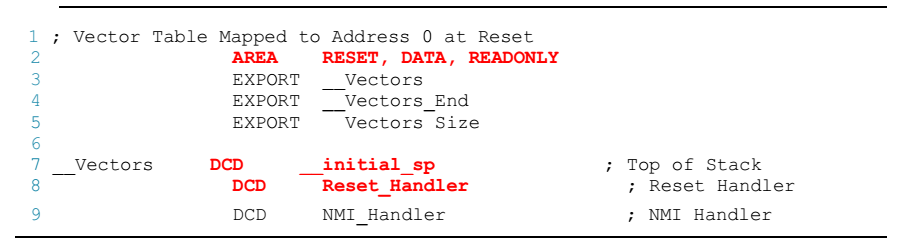 1 ; Vector Table Mapped to Address 0 at Reset
2 AREA RESET, DATA, READONLY
3 EXPORT __Vectors
4 EXPORT __Vectors_End
5 EXPORT Vectors Size
6
7 __Vectors DCD __initial_sp ; Top of Stack
8 DCD Reset_Handler ; Reset Handler
9 DCD NMI_Handler ; NMI Handler